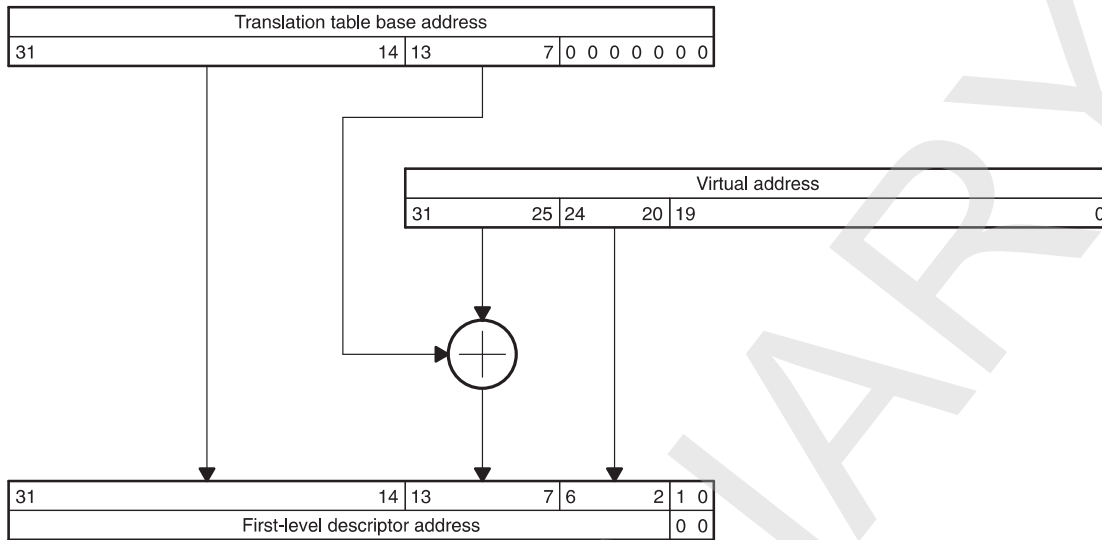 Translation table base address
31 14 13 7 0 0 0 0 0 0 0
Virtual address
31 25 24 20 19 0
31 14 13 7 6 2 1 0
First-level descriptor address 0 0